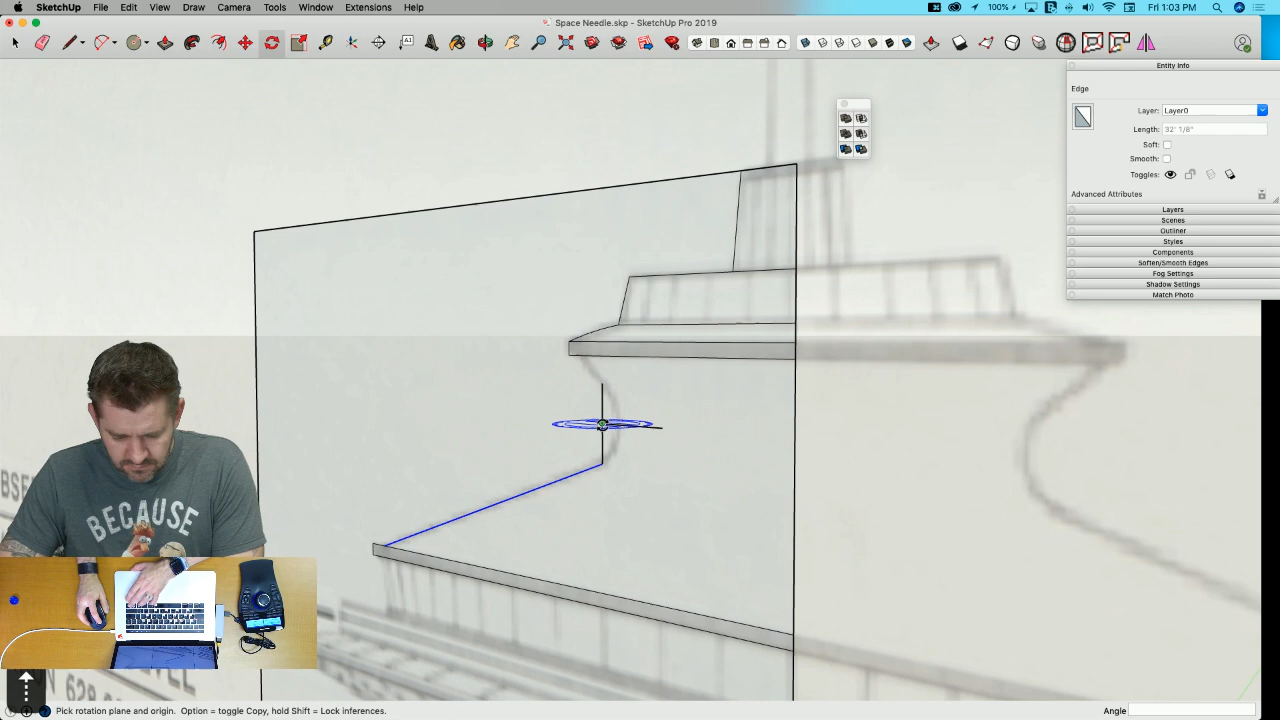 SketchUp File Edit View Draw Camera Tools Window Extensions Help 100% Fri 1:03 PM
Space Needle.skp - SketchUp Pro 2019
Entity Info
Edge
Layer: Layer0
Length: 32' 1/8"
Soft:
Smooth:
Toggles:
Advanced Attributes
Layers
Scenes
Outliner
Styles
Components
Soften/Smooth Edges
Fog Settings
Shadow Settings
Match Photo
BECAUSE
Pick rotation plane and origin. Option = toggle Copy, hold Shift = Lock inferences.
Angle